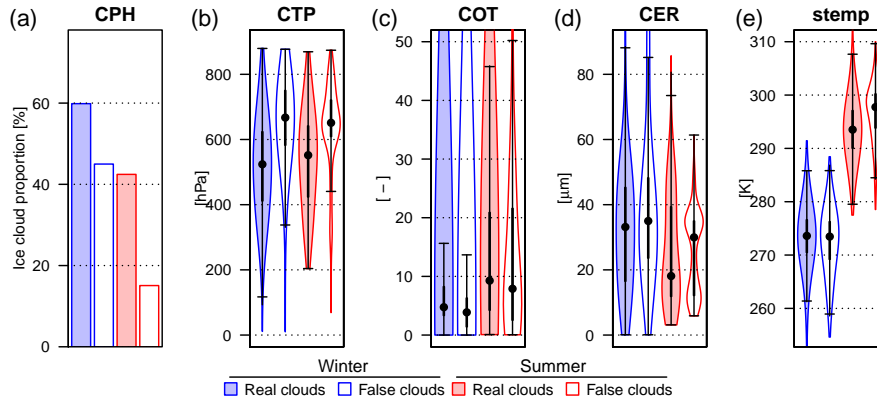 (a) CPH
Ice cloud proportion [%]
0
20
40
60
(b) CTP
[hPa]
0
200
400
600
800
(c) COT
[ − ]
0
10
20
30
40
50
(d) CER
[μm]
0
20
40
60
80
(e) stemp
[K]
260
270
280
290
300
310
Winter Summer
Real clouds False clouds Real clouds False clouds